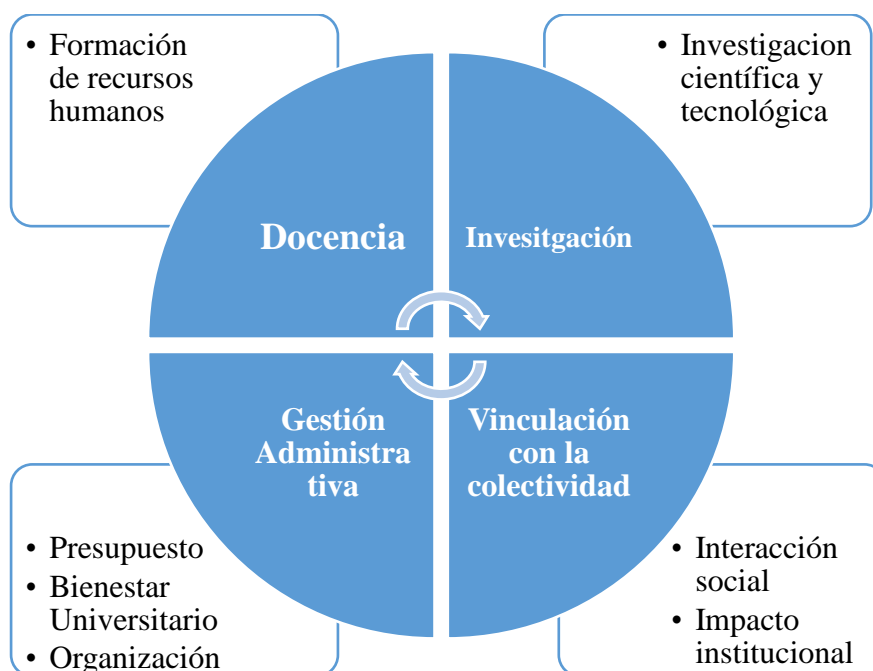 • Formación
de recursos
humanos
• Investigacion
científica y
tecnológica
Docencia
Invesitgación
Gestión
Administra
tiva
Vinculación
con la
colectividad
• Presupuesto
• Bienestar
Universitario
• Organización
• Interacción
social
• Impacto
institucional